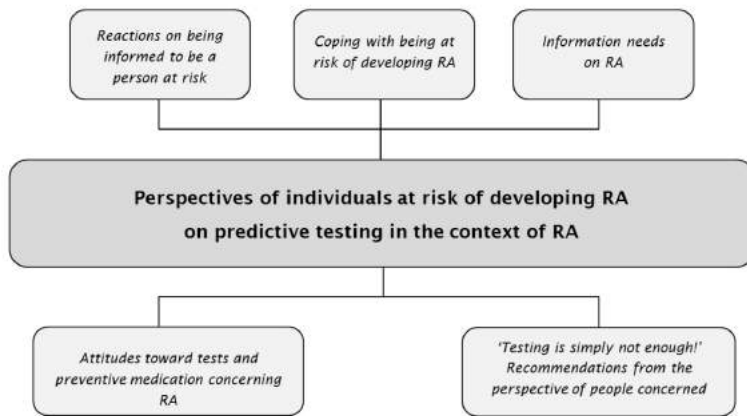 Reactions on being
informed to be a
person at risk
Coping with being at
risk of developing RA
Information needs
on RA
Perspectives of individuals at risk of developing RA
on predictive testing in the context of RA
Attitudes toward tests and
preventive medication concerning
RA
'Testing is simply not enough!'
Recommendations from the
perspective of people concerned